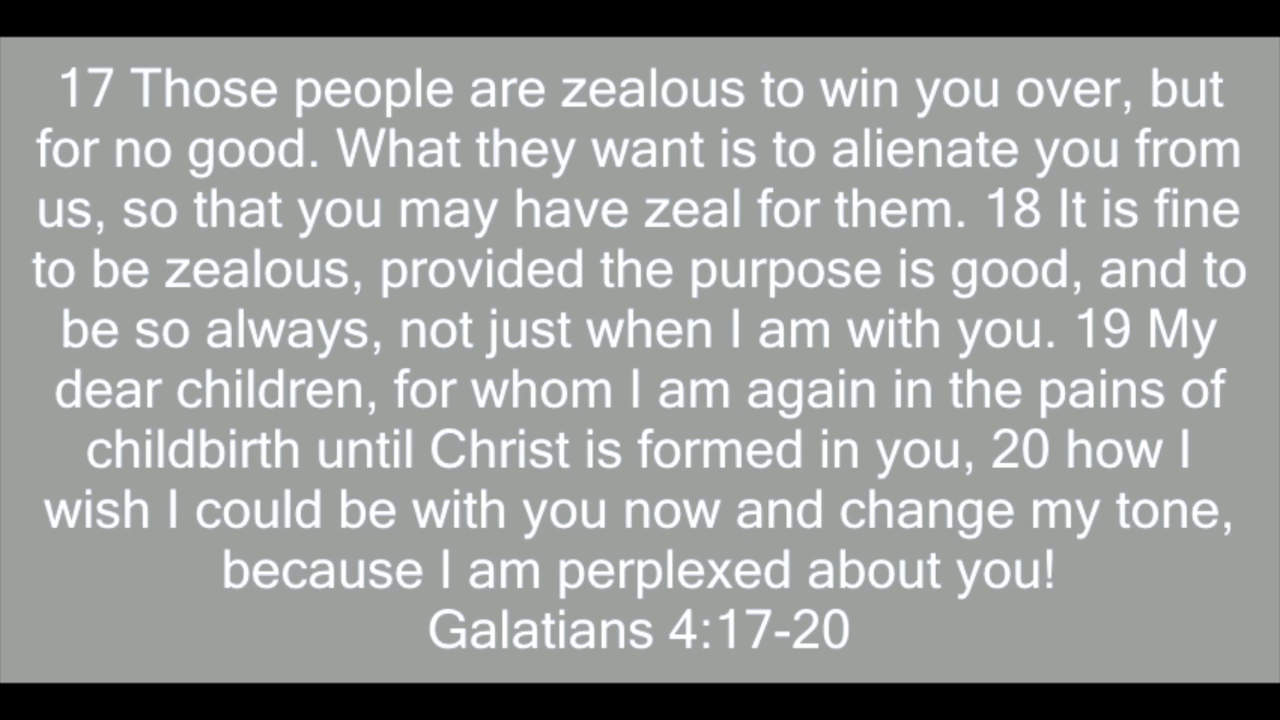 17 Those people are zealous to win you over, but
for no good. What they want is to alienate you from
us, so that you may have zeal for them. 18 It is fine
to be zealous, provided the purpose is good, and to
be so always, not just when I am with you. 19 My
dear children, for whom I am again in the pains of
childbirth until Christ is formed in you, 20 how I
wish I could be with you now and change my tone,
because I am perplexed about you!
Galatians 4:17-20